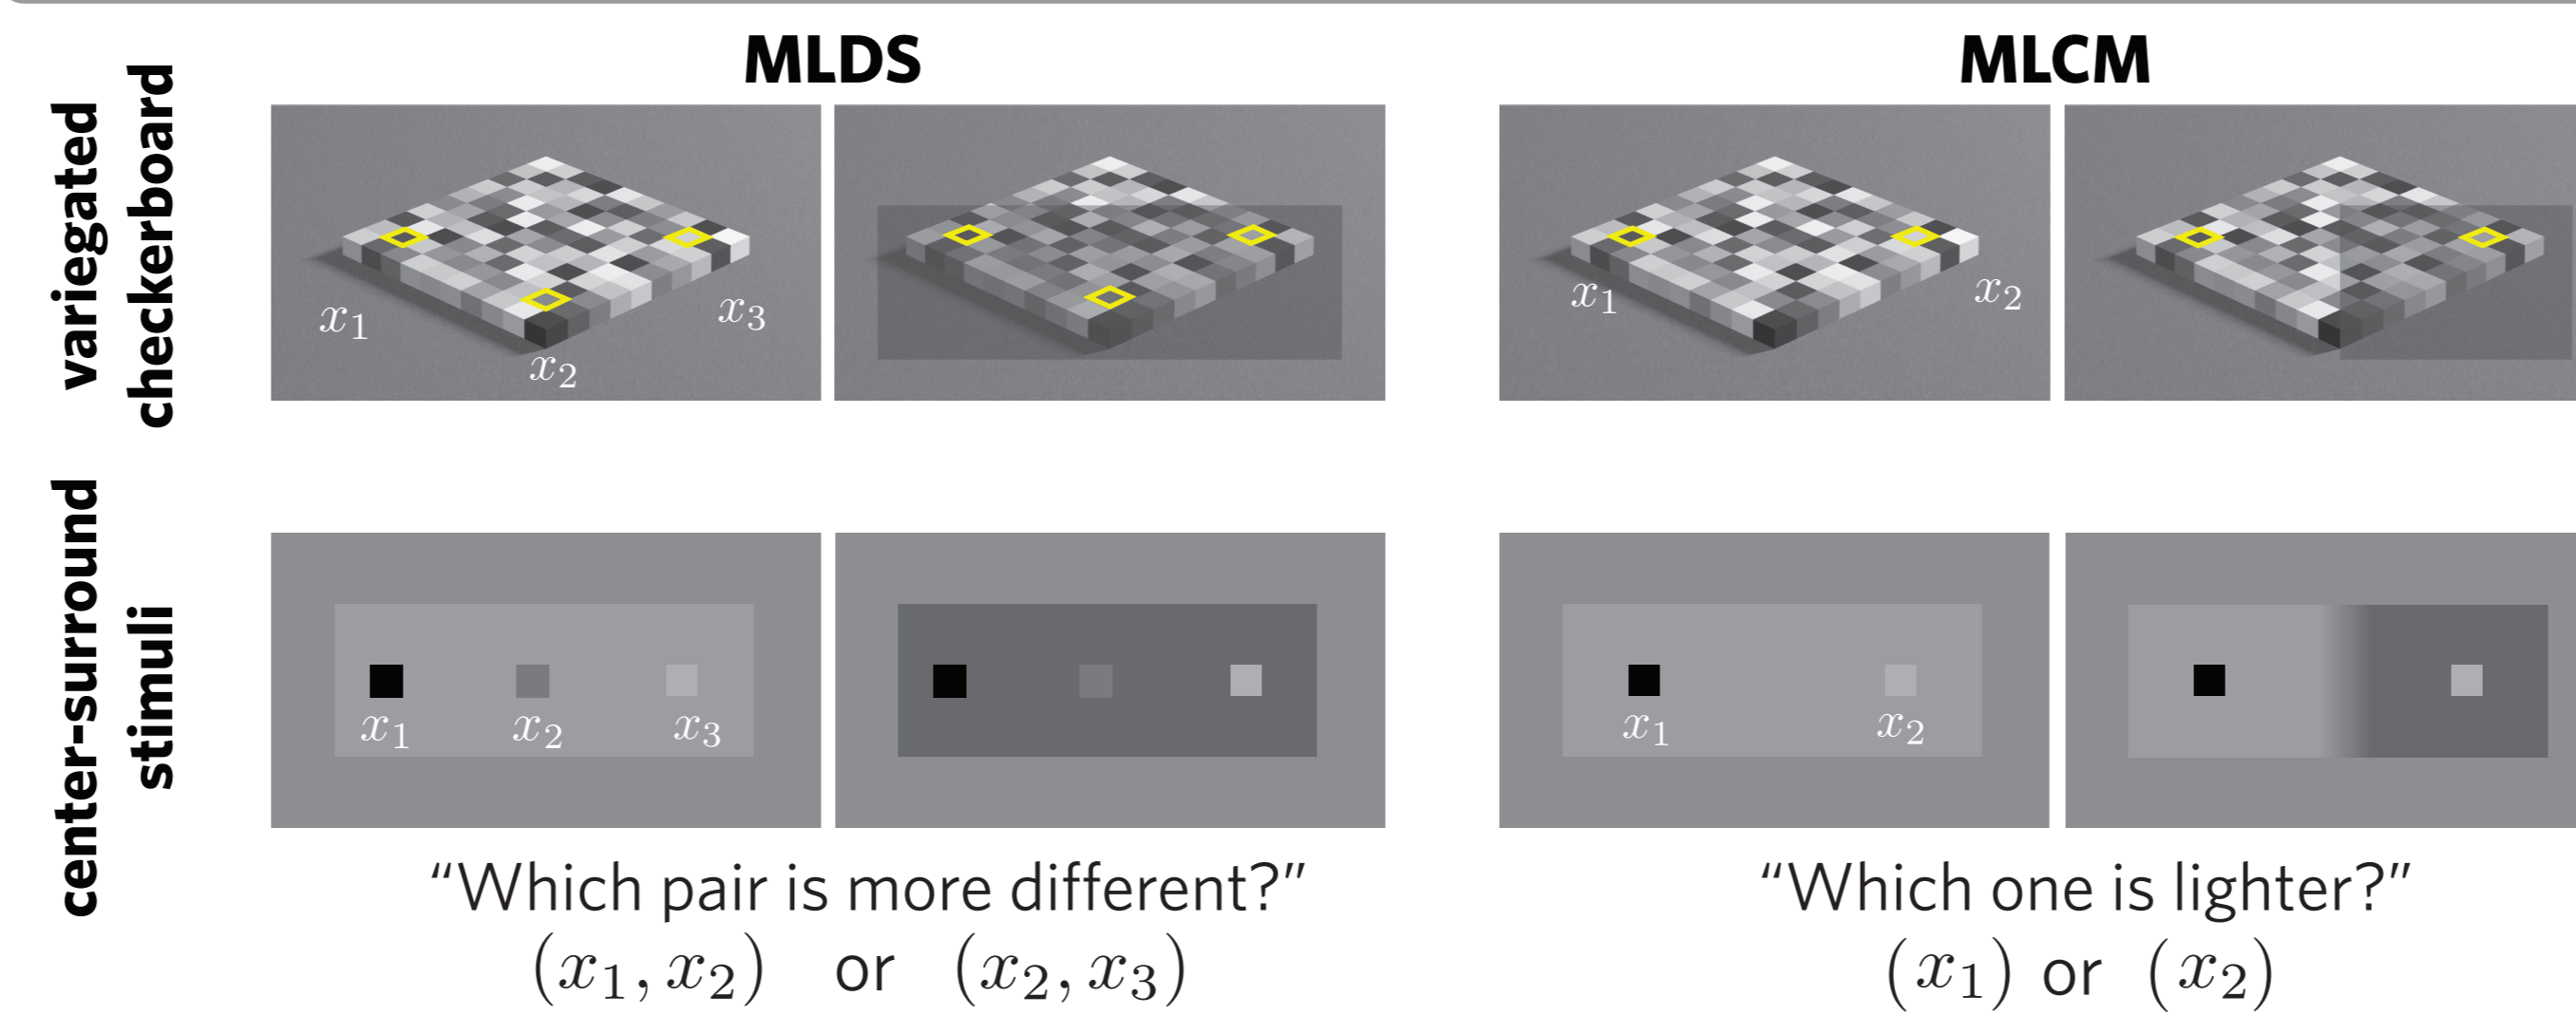 MLDS
MLCM
variegated
checkerboard
x₁
x₂
x₃
x₁
x₂
center-surround
stimuli
x₁
x₂
x₃
x₁
x₂
“Which pair is more different?”
(x₁, x₂) or (x₂, x₃)
“Which one is lighter?”
(x₁) or (x₂)